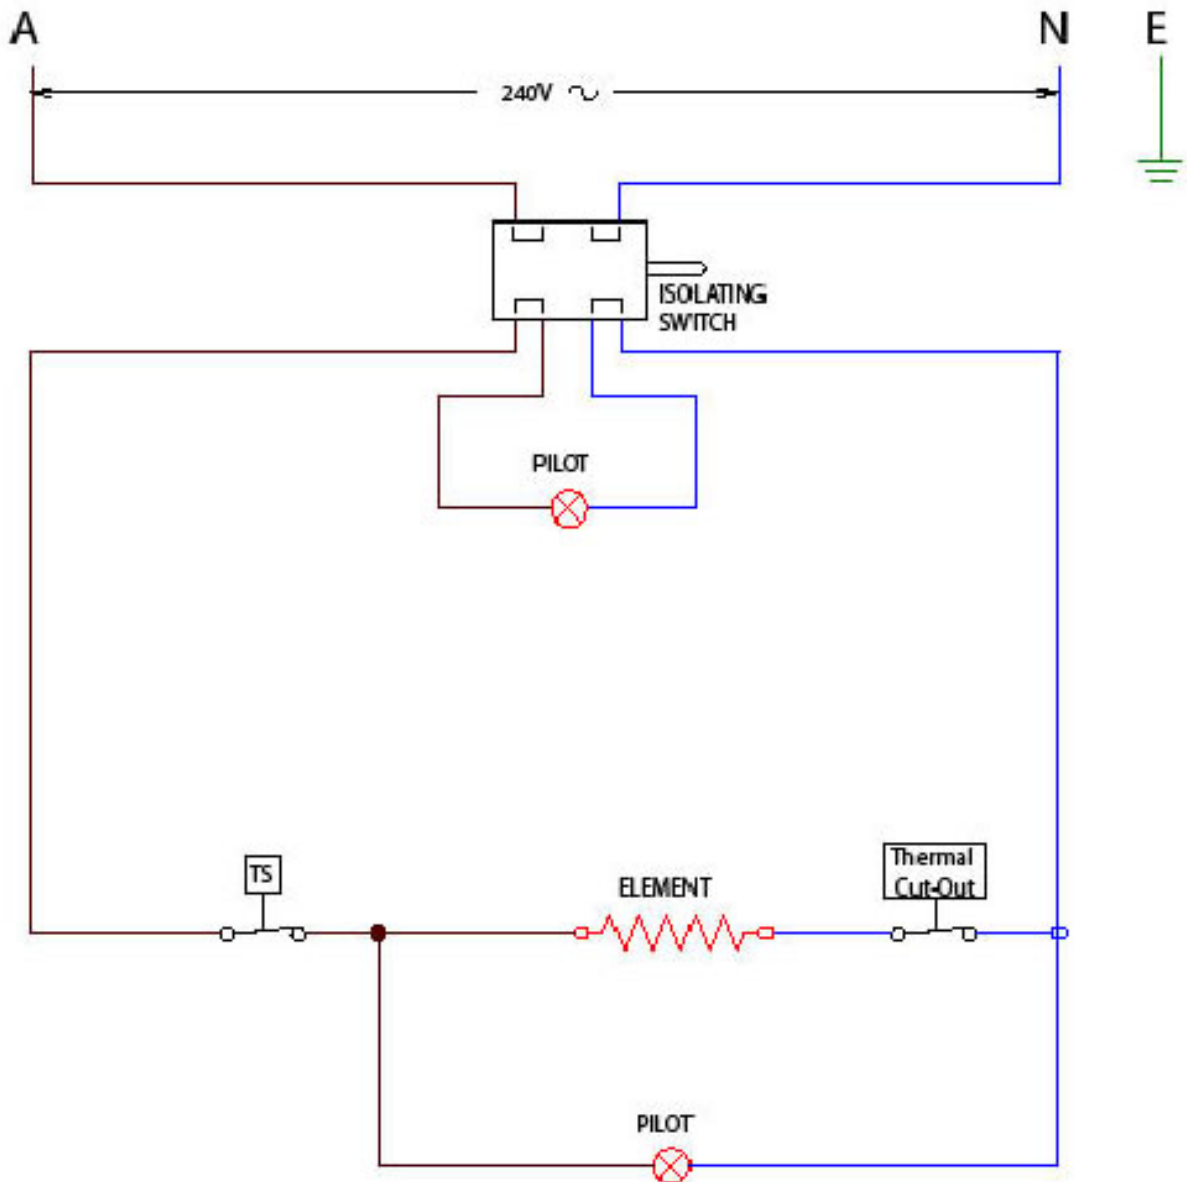 A N E
240V
ISOLATING
SWITCH
PILOT
TS
ELEMENT
Thermal
Cut-Out
PILOT